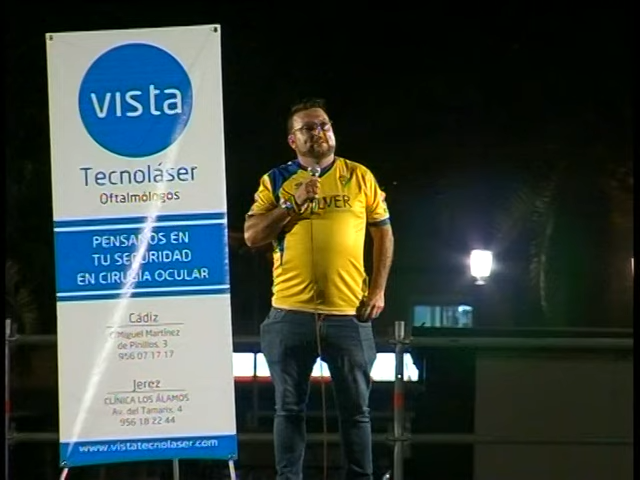 vista
Tecnoláser
Oftalmólogos
PENSAMOS EN
TU SEGURIDAD
EN CIRUGÍA OCULAR
Cádiz
C/Miguel Martínez
de Pinillos, 3
956 07 17 17
Jerez
CLÍNICA LOS ÁLAMOS
Av. del Tamarix, 4
956 18 22 44
www.vistatecnolaser.com